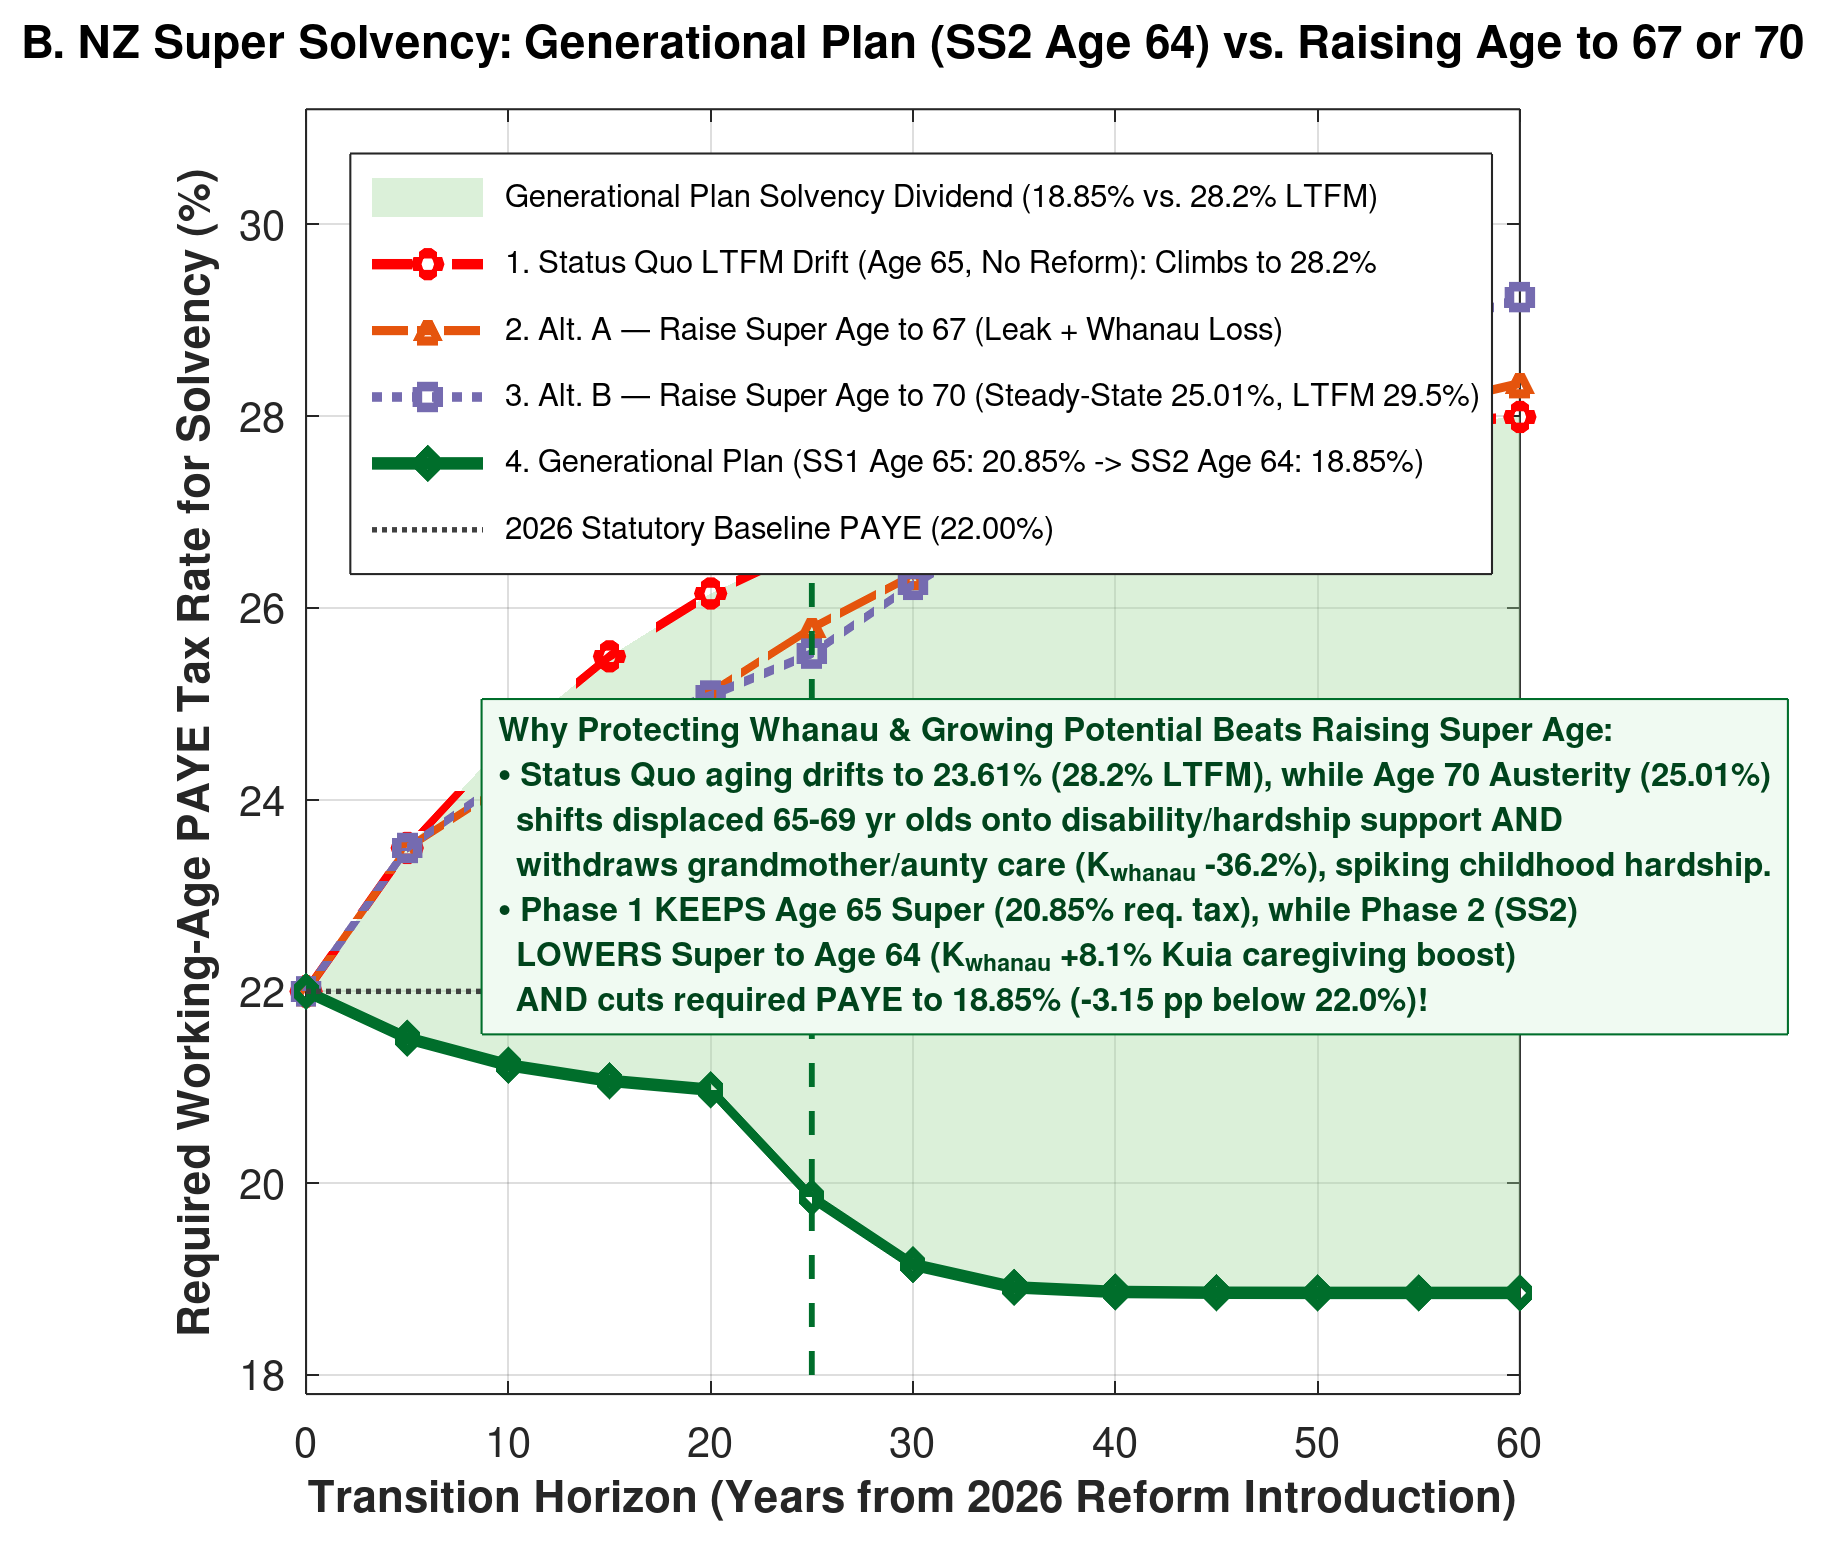 B. NZ Super Solvency: Generational Plan (SS2 Age 64) vs. Raising Age to 67 or 70
Required Working-Age PAYE Tax Rate for Solvency (%)
30
28
26
24
22
20
18
Generational Plan Solvency Dividend (18.85% vs. 28.2% LTFM)
1. Status Quo LTFM Drift (Age 65, No Reform): Climbs to 28.2%
2. Alt. A — Raise Super Age to 67 (Leak + Whanau Loss)
3. Alt. B — Raise Super Age to 70 (Steady-State 25.01%, LTFM 29.5%)
4. Generational Plan (SS1 Age 65: 20.85% -> SS2 Age 64: 18.85%)
2026 Statutory Baseline PAYE (22.00%)
Why Protecting Whanau & Growing Potential Beats Raising Super Age:
• Status Quo aging drifts to 23.61% (28.2% LTFM), while Age 70 Austerity (25.01%)
shifts displaced 65-69 yr olds onto disability/hardship support AND
withdraws grandmother/aunty care (Kwhanau -36.2%), spiking childhood hardship.
• Phase 1 KEEPS Age 65 Super (20.85% req. tax), while Phase 2 (SS2)
LOWERS Super to Age 64 (Kwhanau +8.1% Kuia caregiving boost)
AND cuts required PAYE to 18.85% (-3.15 pp below 22.0%)!
0 10 20 30 40 50 60
Transition Horizon (Years from 2026 Reform Introduction)